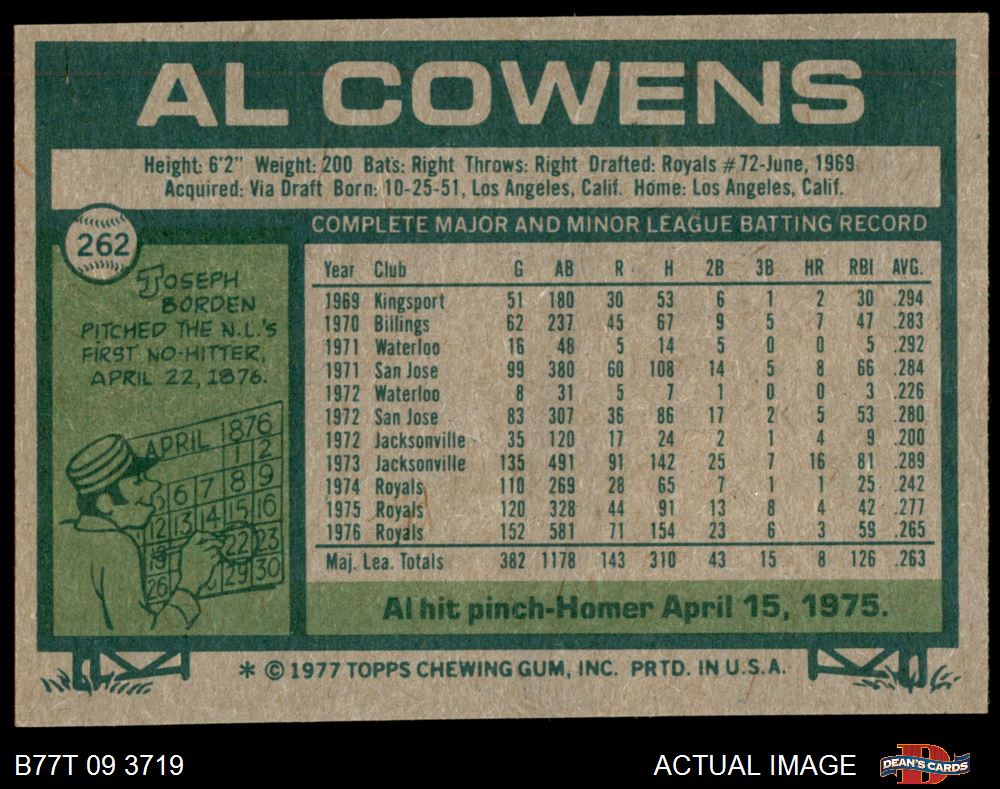 AL COWENS
Height: 6'2" Weight: 200 Bats: Right Throws: Right Drafted: Royals #72-June, 1969
Acquired: Via Draft Born: 10-25-51, Los Angeles, Calif. Home: Los Angeles, Calif.
262
JOSEPH
BORDEN
PITCHED THE N.L.'S
FIRST NO-HITTER,
APRIL 22, 1876.
APRIL 1876
1 2
5 6 7 8 9
12 13 14 15 16
19 22 23
26 29 30
COMPLETE MAJOR AND MINOR LEAGUE BATTING RECORD
Year Club G AB R H 2B 3B HR RBI AVG.
1969 Kingsport 51 180 30 53 6 1 2 30 .294
1970 Billings 62 237 45 67 9 5 7 47 .283
1971 Waterloo 16 48 5 14 5 0 0 5 .292
1971 San Jose 99 380 60 108 14 5 8 66 .284
1972 Waterloo 8 31 5 7 1 0 0 3 .226
1972 San Jose 83 307 36 86 17 2 5 53 .280
1972 Jacksonville 35 120 17 24 2 1 4 9 .200
1973 Jacksonville 135 491 91 142 25 7 16 81 .289
1974 Royals 110 269 28 65 7 1 1 25 .242
1975 Royals 120 328 44 91 13 8 4 42 .277
1976 Royals 152 581 71 154 23 6 3 59 .265
Maj. Lea. Totals 382 1178 143 310 43 15 8 126 .263
Al hit pinch-Homer April 15, 1975.
* © 1977 TOPPS CHEWING GUM, INC. PRTD. IN U.S.A.
B77T 09 3719
ACTUAL IMAGE
DEAN'S CARDS